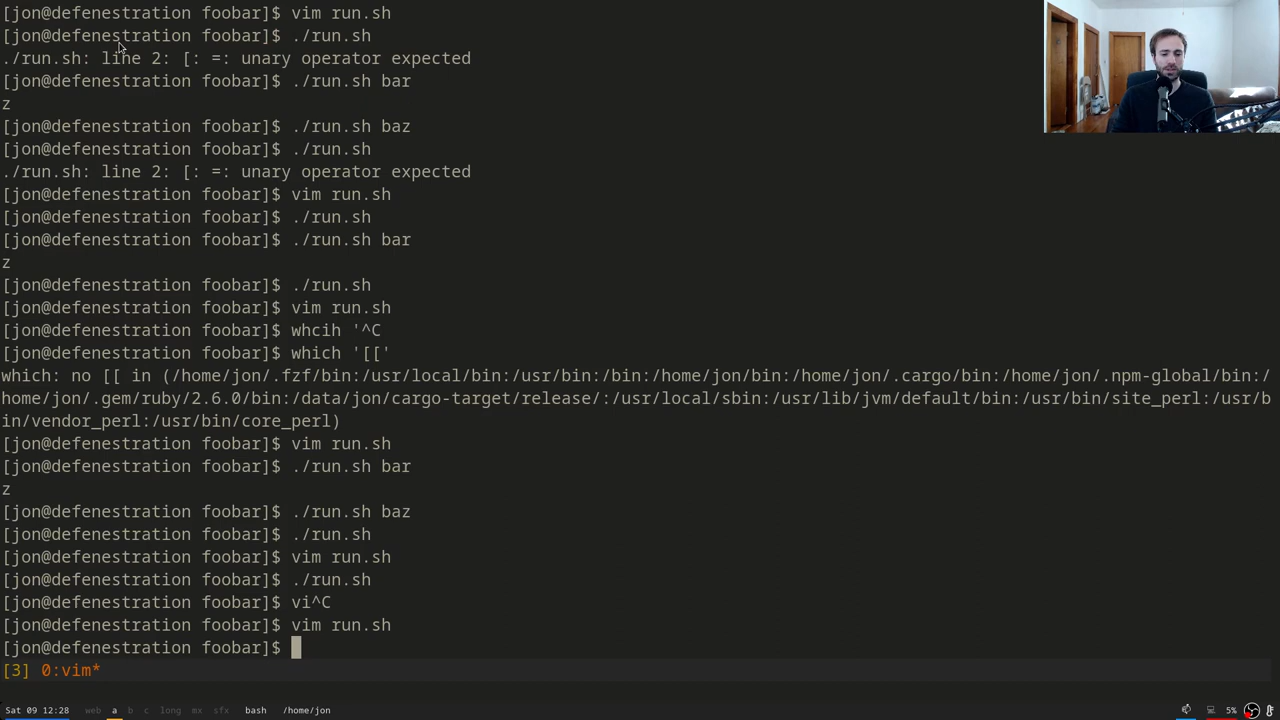 [jon@defenestration foobar]$ vim run.sh
[jon@defenestration foobar]$ ./run.sh
./run.sh: line 2: [: =: unary operator expected
[jon@defenestration foobar]$ ./run.sh bar
z
[jon@defenestration foobar]$ ./run.sh baz
[jon@defenestration foobar]$ ./run.sh
./run.sh: line 2: [: =: unary operator expected
[jon@defenestration foobar]$ vim run.sh
[jon@defenestration foobar]$ ./run.sh
[jon@defenestration foobar]$ ./run.sh bar
z
[jon@defenestration foobar]$ ./run.sh
[jon@defenestration foobar]$ vim run.sh
[jon@defenestration foobar]$ whcih '^C
[jon@defenestration foobar]$ which '[['
which: no [[ in (/home/jon/.fzf/bin:/usr/local/bin:/usr/bin:/bin:/home/jon/bin:/home/jon/.cargo/bin:/home/jon/.npm-global/bin:/
home/jon/.gem/ruby/2.6.0/bin:/data/jon/cargo-target/release/:/usr/local/sbin:/usr/lib/jvm/default/bin:/usr/bin/site_perl:/usr/b
in/vendor_perl:/usr/bin/core_perl)
[jon@defenestration foobar]$ vim run.sh
[jon@defenestration foobar]$ ./run.sh bar
z
[jon@defenestration foobar]$ ./run.sh baz
[jon@defenestration foobar]$ ./run.sh
[jon@defenestration foobar]$ vim run.sh
[jon@defenestration foobar]$ ./run.sh
[jon@defenestration foobar]$ vi^C
[jon@defenestration foobar]$ vim run.sh
[jon@defenestration foobar]$
[3] 0:vim*
Sat 09 12:28 web a b c long mx sfx bash /home/jon 5%